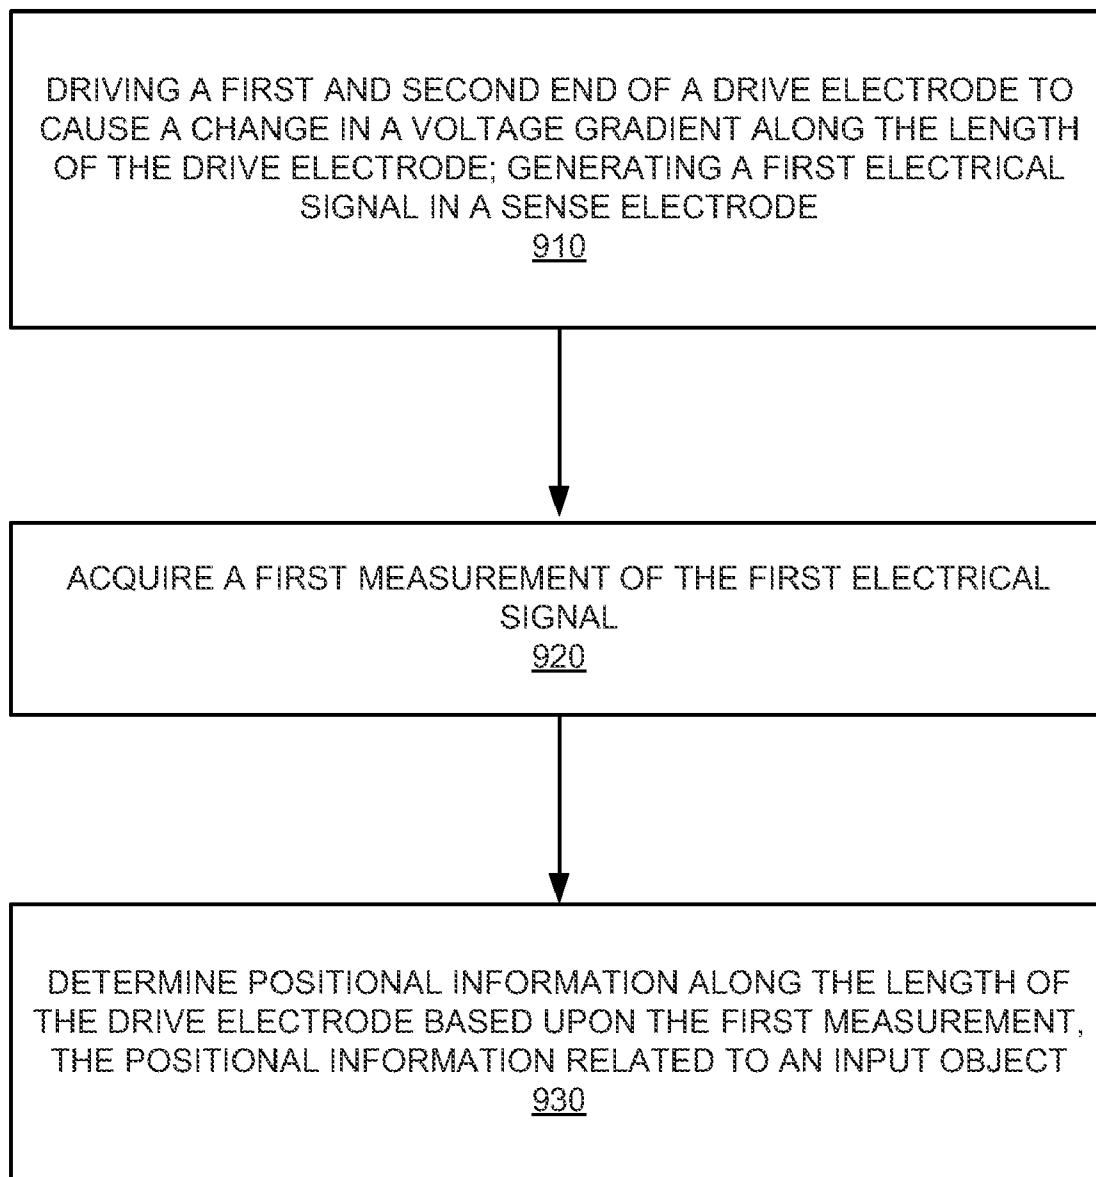 DRIVING A FIRST AND SECOND END OF A DRIVE ELECTRODE TO
CAUSE A CHANGE IN A VOLTAGE GRADIENT ALONG THE LENGTH
OF THE DRIVE ELECTRODE; GENERATING A FIRST ELECTRICAL
SIGNAL IN A SENSE ELECTRODE
910
ACQUIRE A FIRST MEASUREMENT OF THE FIRST ELECTRICAL
SIGNAL
920
DETERMINE POSITIONAL INFORMATION ALONG THE LENGTH OF
THE DRIVE ELECTRODE BASED UPON THE FIRST MEASUREMENT,
THE POSITIONAL INFORMATION RELATED TO AN INPUT OBJECT
930